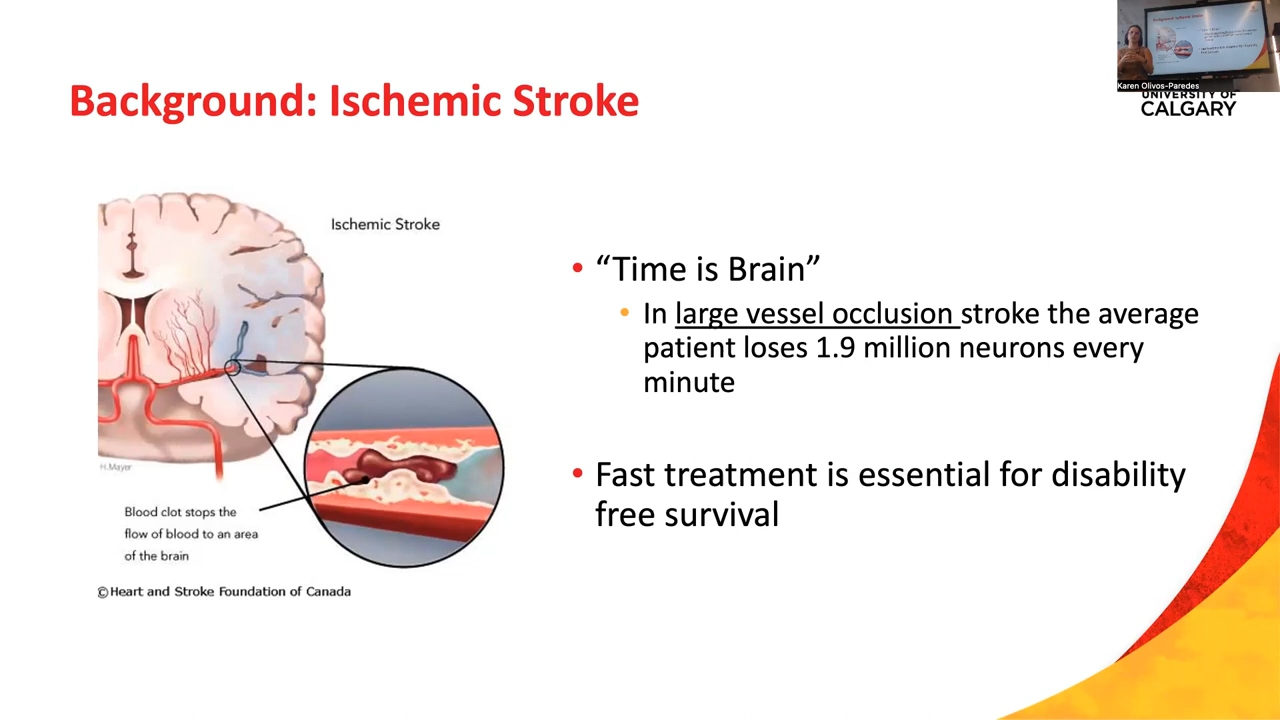 Background: Ischemic Stroke
Karen Olivos-Paredes
UNIVERSITY OF
CALGARY
Ischemic Stroke
H.Mayer
Blood clot stops the
flow of blood to an area
of the brain
©Heart and Stroke Foundation of Canada
• “Time is Brain”
• In large vessel occlusion stroke the average
patient loses 1.9 million neurons every
minute
• Fast treatment is essential for disability
free survival